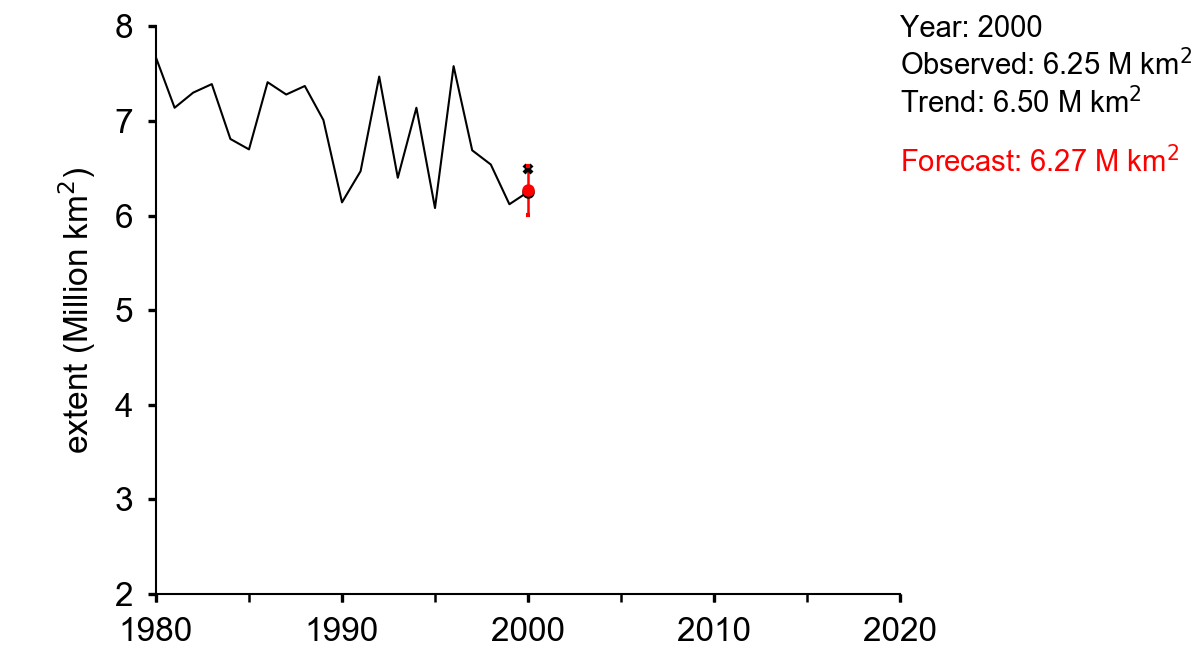 8
7
6
5
4
3
2
extent (Million km²)
1980 1990 2000 2010 2020
Year: 2000
Observed: 6.25 M km²
Trend: 6.50 M km²
Forecast: 6.27 M km²